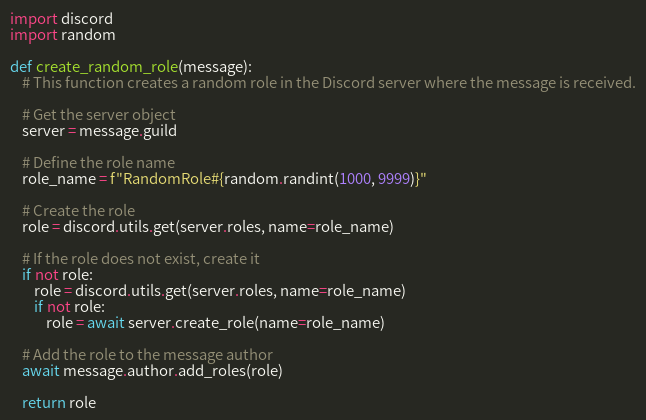 import discord
import random

def create_random_role(message):
    # This function creates a random role in the Discord server where the message is received.

    # Get the server object
    server = message.guild

    # Define the role name
    role_name = f"RandomRole#{random.randint(1000, 9999)}"

    # Create the role
    role = discord.utils.get(server.roles, name=role_name)

    # If the role does not exist, create it
    if not role:
        role = discord.utils.get(server.roles, name=role_name)
        if not role:
            role = await server.create_role(name=role_name)

    # Add the role to the message author
    await message.author.add_roles(role)

    return role